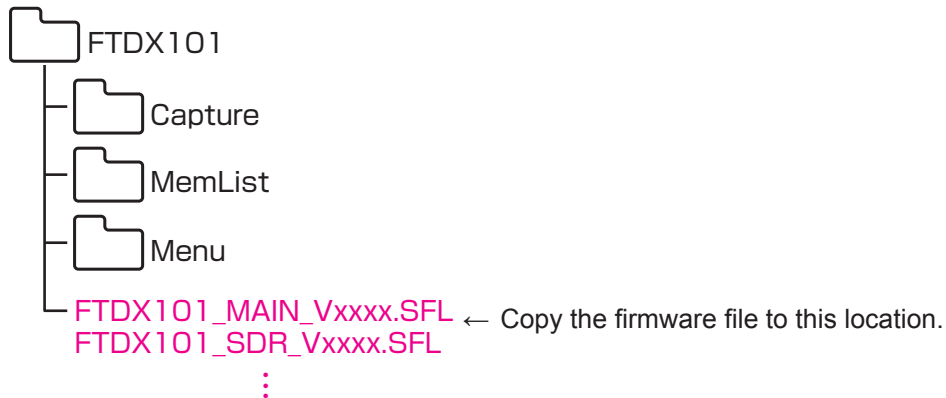 FTDX101
Capture
MemList
Menu
FTDX101_MAIN_Vxxxx.SFL ← Copy the firmware file to this location.
FTDX101_SDR_Vxxxx.SFL
⋮